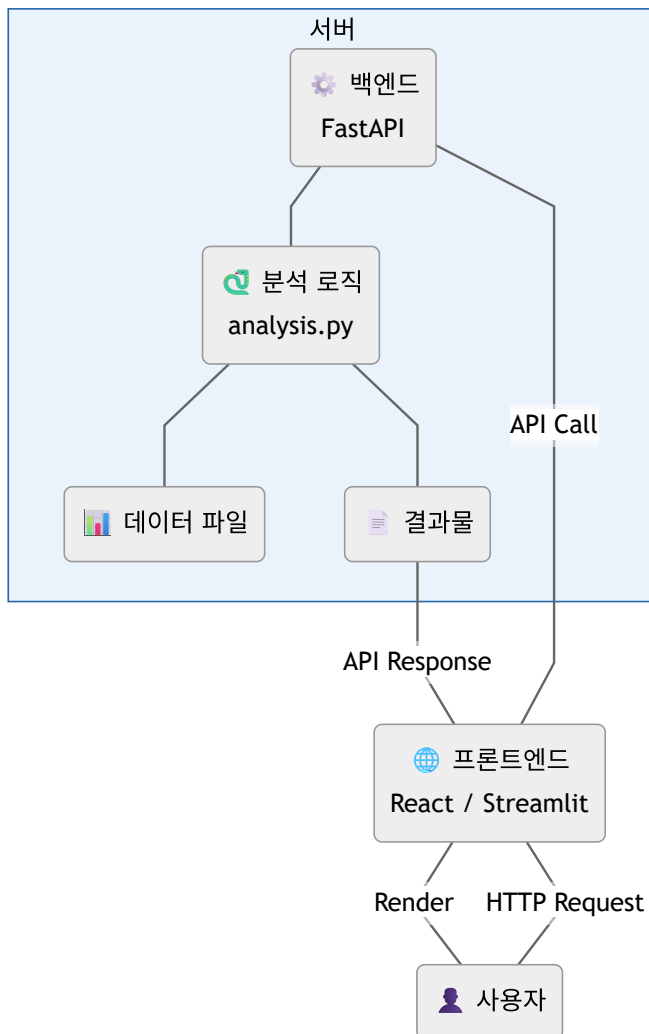 서버
백엔드
FastAPI
분석 로직
analysis.py
API Call
데이터 파일
결과물
API Response
프론트엔드
React / Streamlit
Render
HTTP Request
사용자